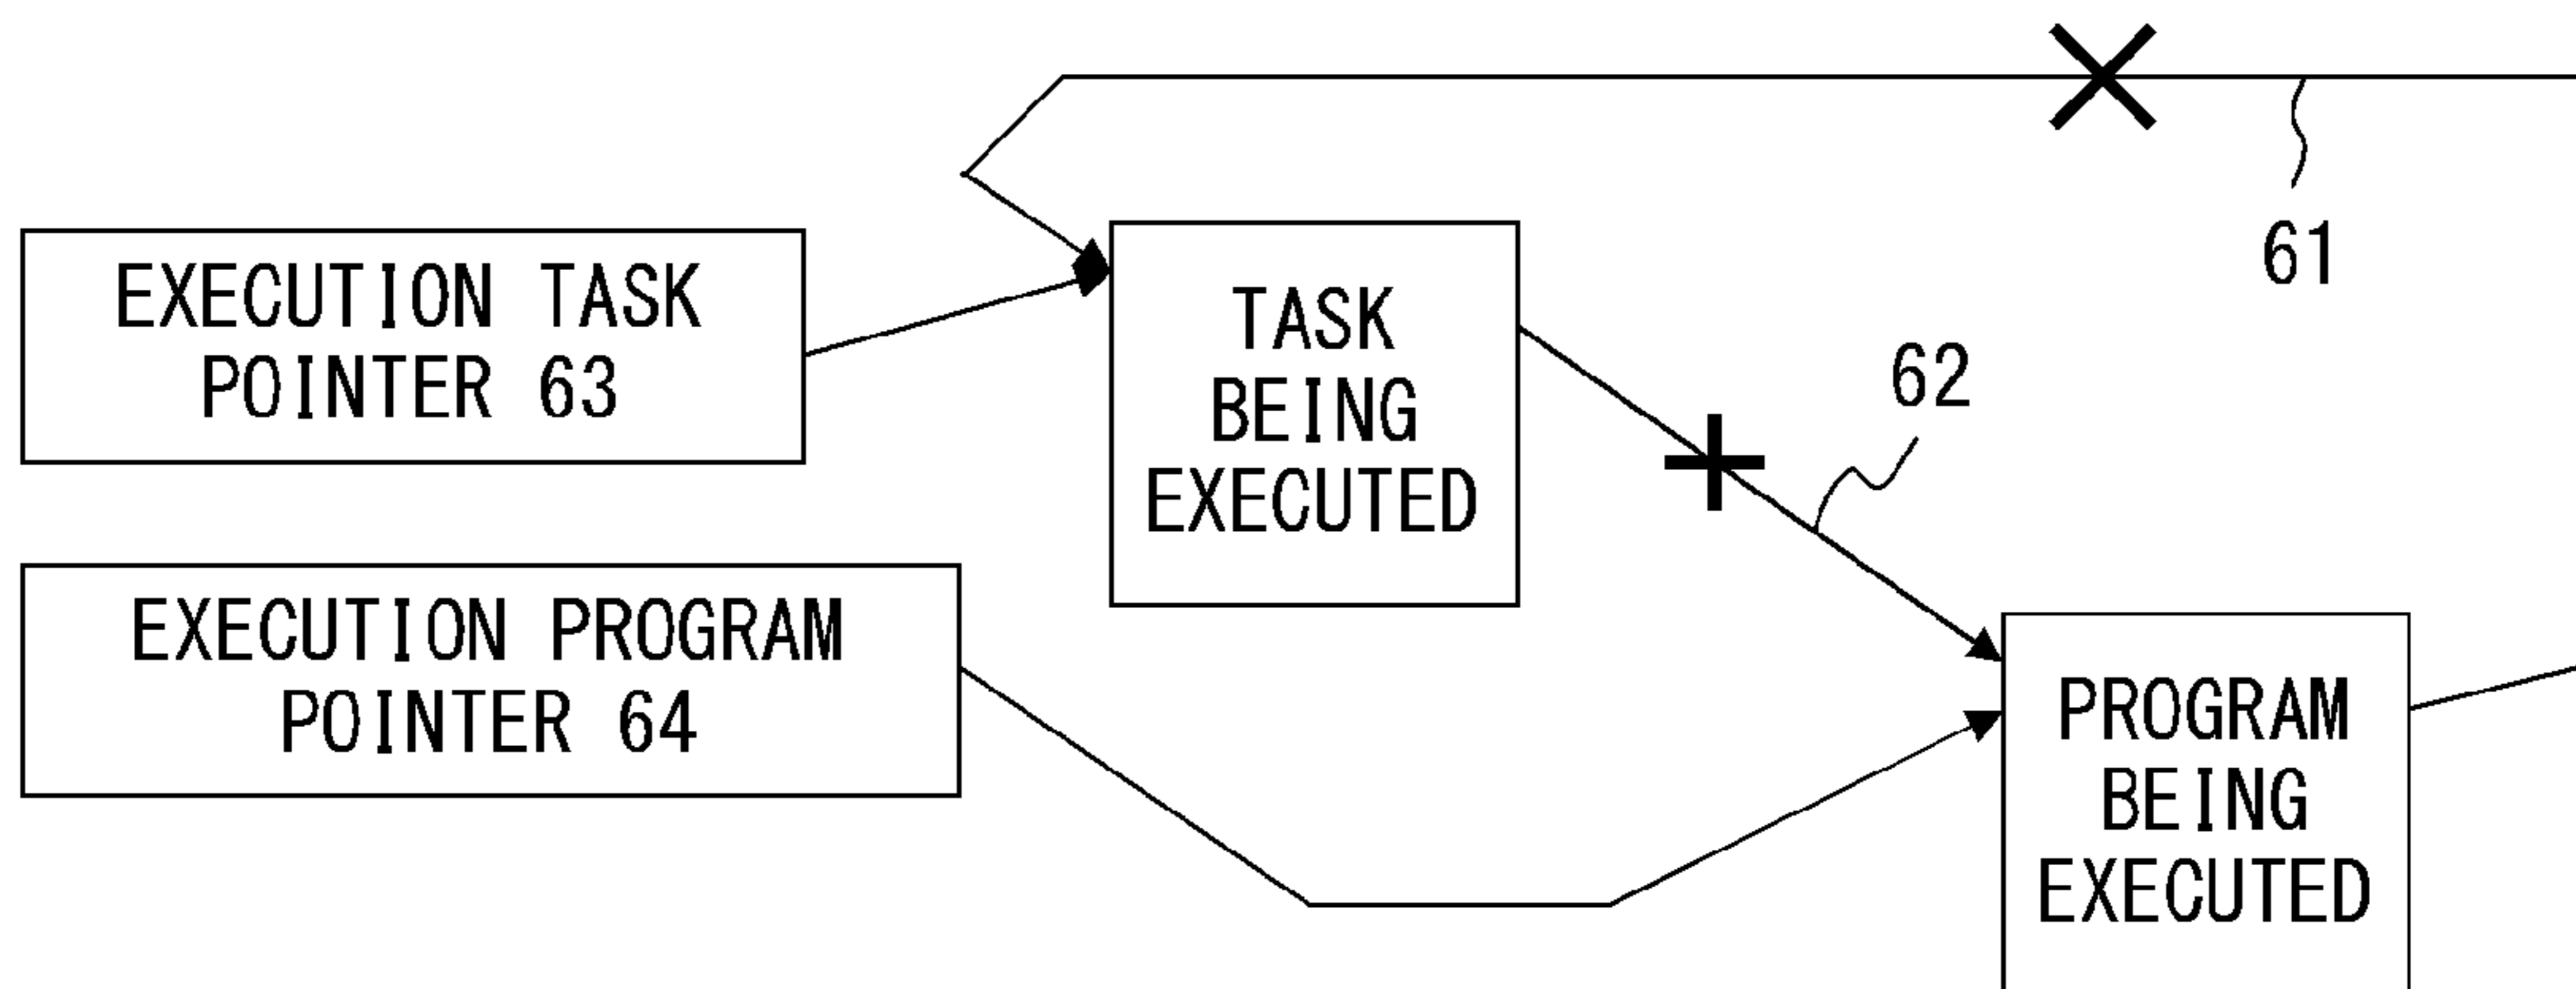 61
EXECUTION TASK
POINTER 63
TASK
BEING
EXECUTED
62
EXECUTION PROGRAM
POINTER 64
PROGRAM
BEING
EXECUTED